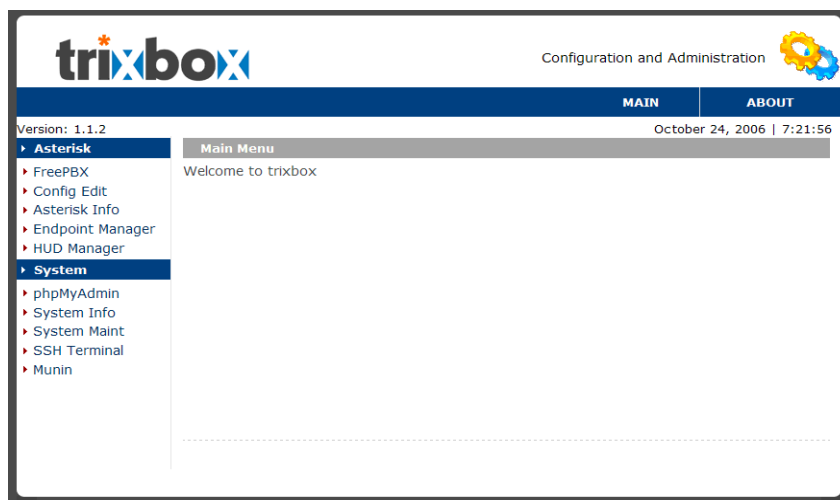 trixbox
Configuration and Administration
MAIN ABOUT
Version: 1.1.2 October 24, 2006 | 7:21:56
Asterisk
FreePBX
Config Edit
Asterisk Info
Endpoint Manager
HUD Manager
System
phpMyAdmin
System Info
System Maint
SSH Terminal
Munin
Main Menu
Welcome to trixbox